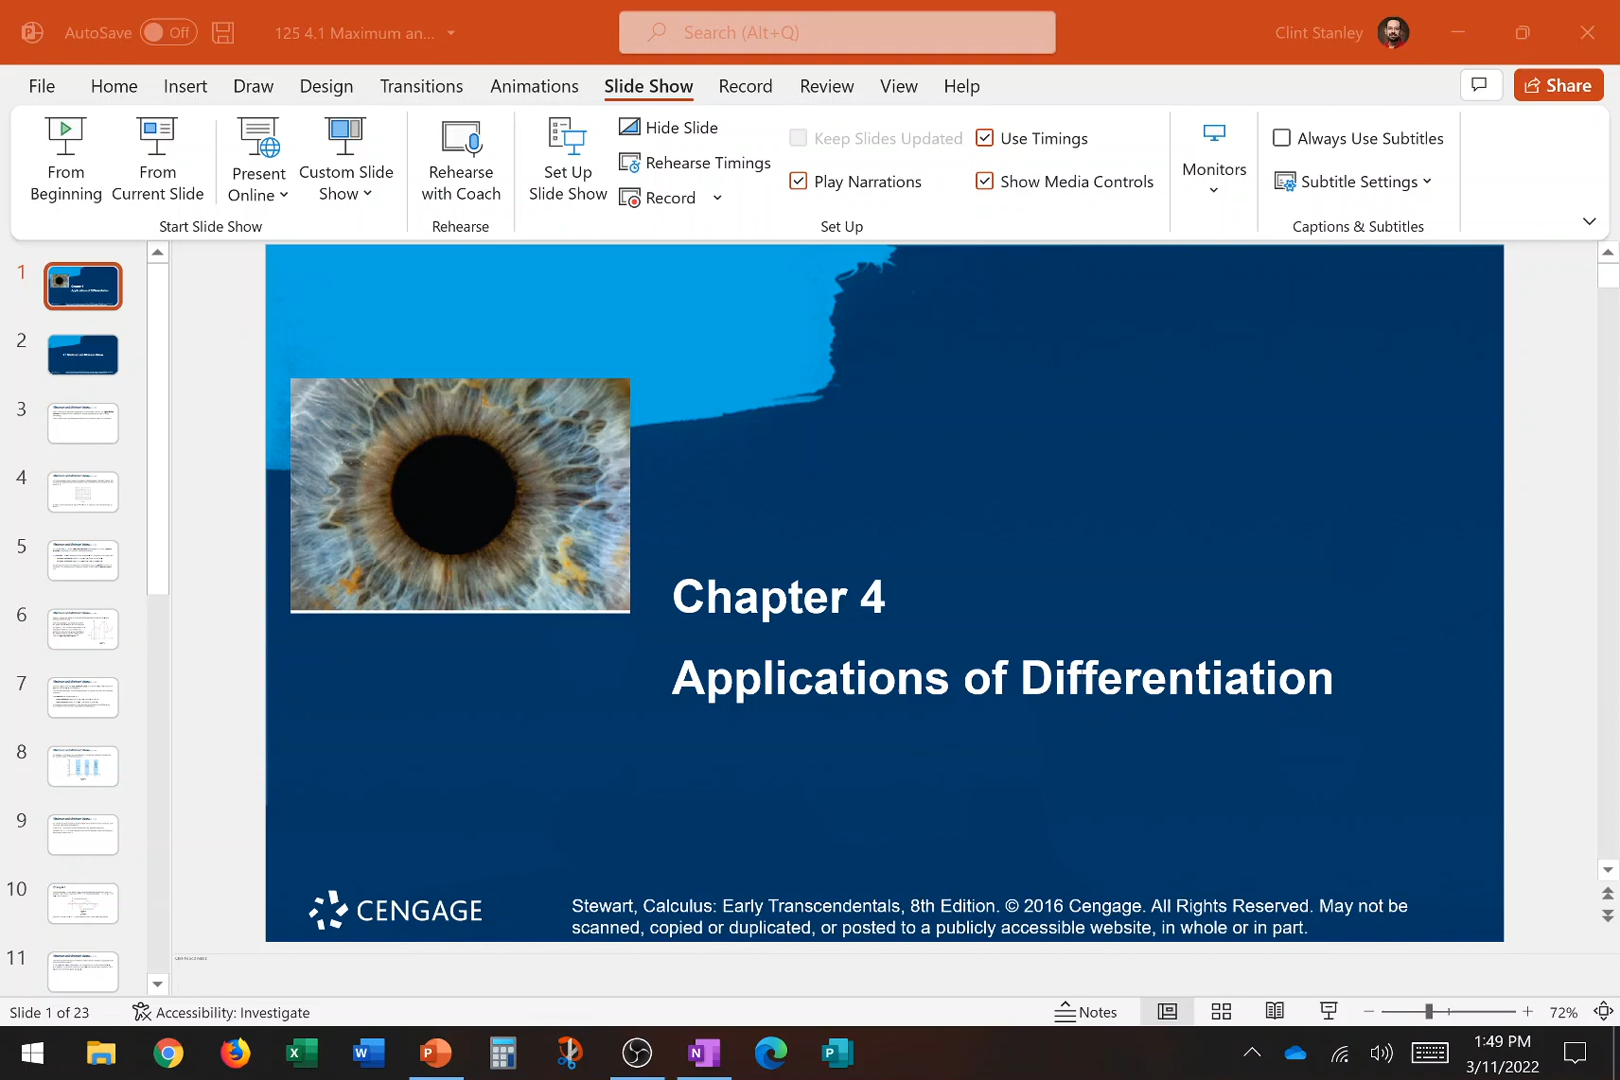 AutoSave Off 125 4.1 Maximum an... Search (Alt+Q) Clint Stanley
File Home Insert Draw Design Transitions Animations Slide Show Record Review View Help Share
From Beginning
From Current Slide
Present Online
Custom Slide Show
Start Slide Show
Rehearse with Coach
Rehearse
Set Up Slide Show
Hide Slide
Rehearse Timings
Record
Keep Slides Updated
Play Narrations
Use Timings
Show Media Controls
Set Up
Monitors
Always Use Subtitles
Subtitle Settings
Captions & Subtitles
1
2
3
4
5
6
7
8
9
10
11
Chapter 4
Applications of Differentiation
CENGAGE
Stewart, Calculus: Early Transcendentals, 8th Edition. © 2016 Cengage. All Rights Reserved. May not be
scanned, copied or duplicated, or posted to a publicly accessible website, in whole or in part.
Slide 1 of 23 Accessibility: Investigate Notes 72%
1:49 PM
3/11/2022